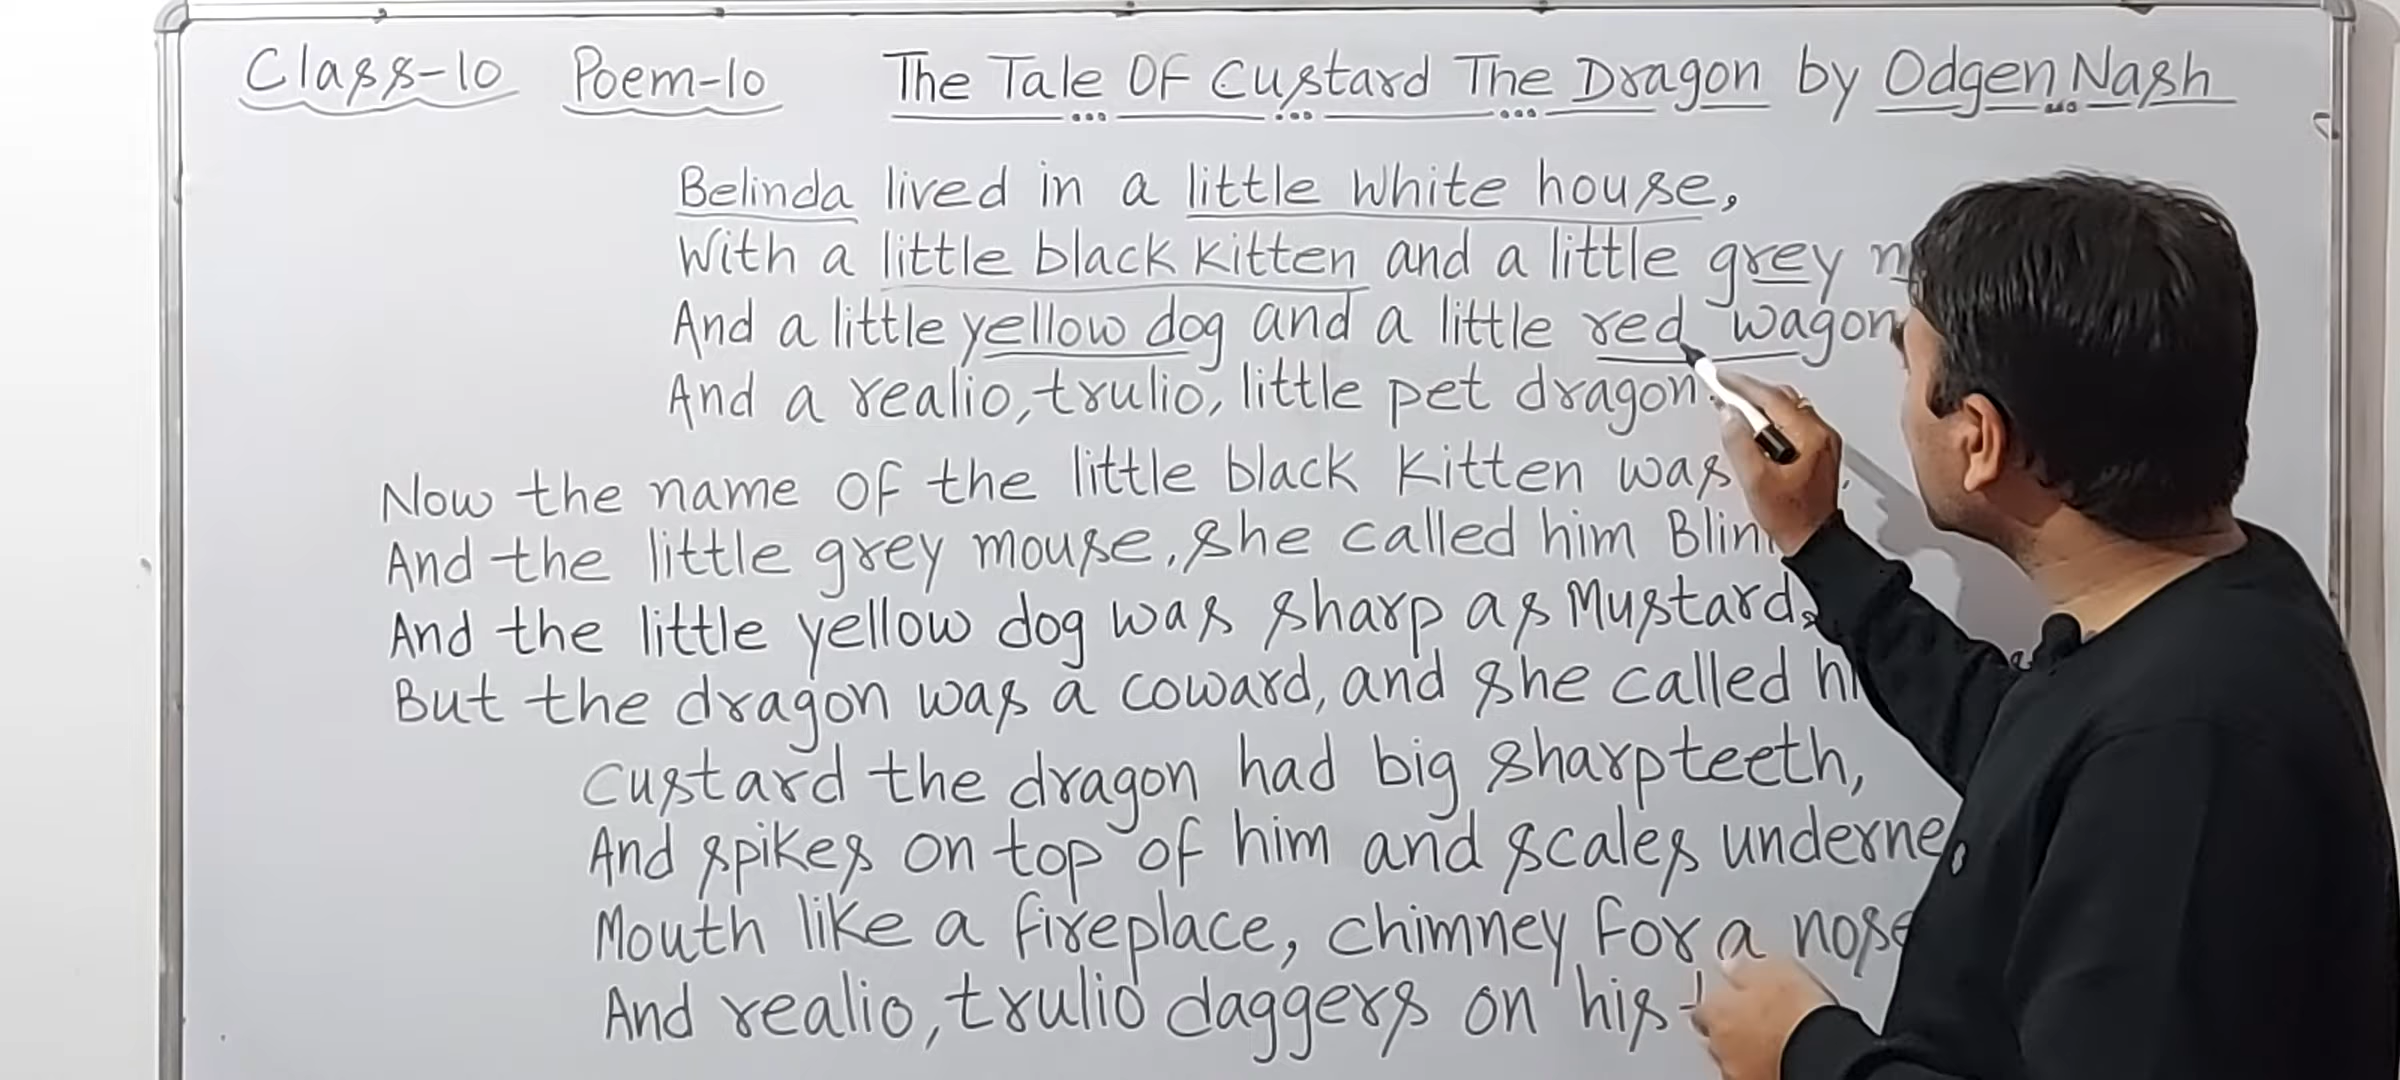 Class-10 Poem-10 The Tale Of Custard The Dragon by Odgen Nash
Belinda lived in a little white house,
With a little black kitten and a little grey
And a little yellow dog and a little red wagon
And a realio, trulio, little pet dragon.
Now the name of the little black kitten was
And the little grey mouse, she called him
And the little yellow dog was sharp as Mustard,
But the dragon was a coward, and she called
Custard the dragon had big sharp teeth,
And spikes on top of him and scales
Mouth like a fireplace, chimney for a nose
And realio, trulio daggers on his